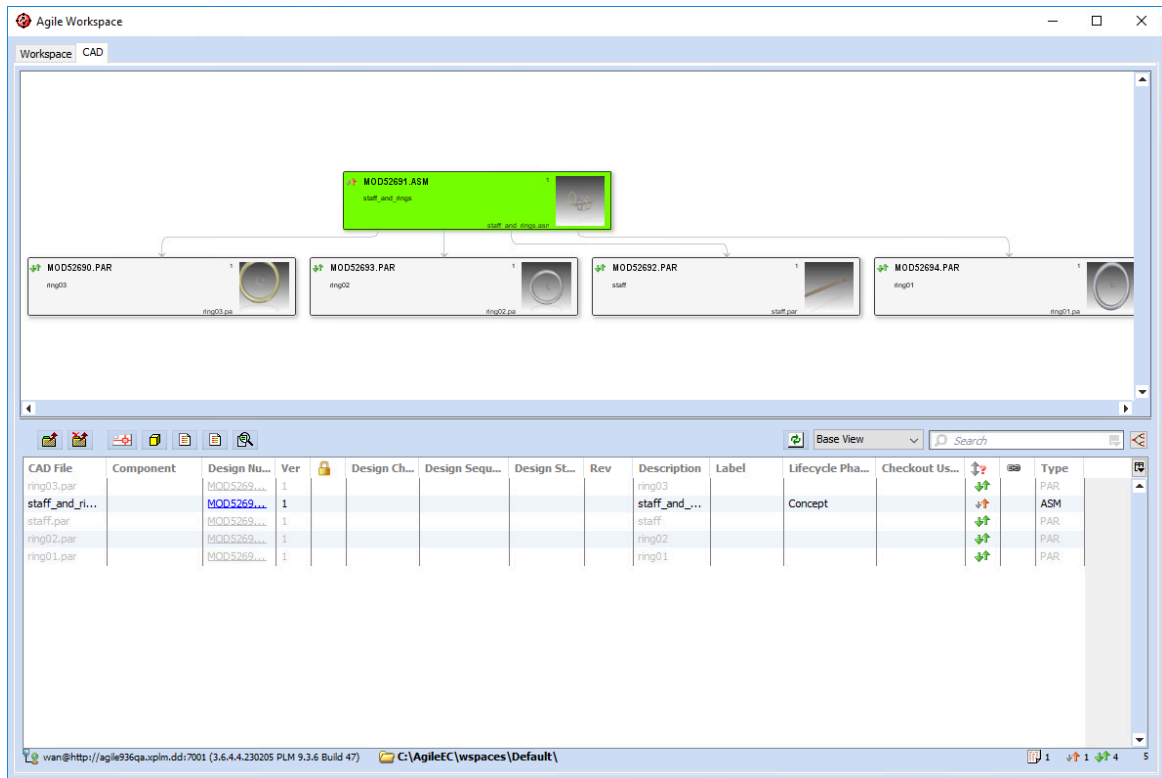 Agile Workspace
Workspace CAD
MOD52691.ASM 1
staff_and_rings
staff_and_rings.asn
MOD52690.PAR 1
ring03
ring03.pa
MOD52693.PAR 1
ring02
ring02.pa
MOD52692.PAR 1
staff
staff.par
MOD52694.PAR 1
ring01
ring01.pa
Base View Search
CAD File Component Design Nu... Ver Design Ch... Design Sequ... Design St... Rev Description Label Lifecycle Pha... Checkout Us... Type
ring03.par MOD5269... 1 ring03 PAR
staff_and_ri... MOD5269... 1 staff_and_... Concept ASM
staff.par MOD5269... 1 staff PAR
ring02.par MOD5269... 1 ring02 PAR
ring01.par MOD5269... 1 ring01 PAR
wan@http://agile936qa.xplm.dd:7001 (3.6.4.4.230205 PLM 9.3.6 Build 47) C:\AgileEC\wspaces\Default\ 1 1 4 5